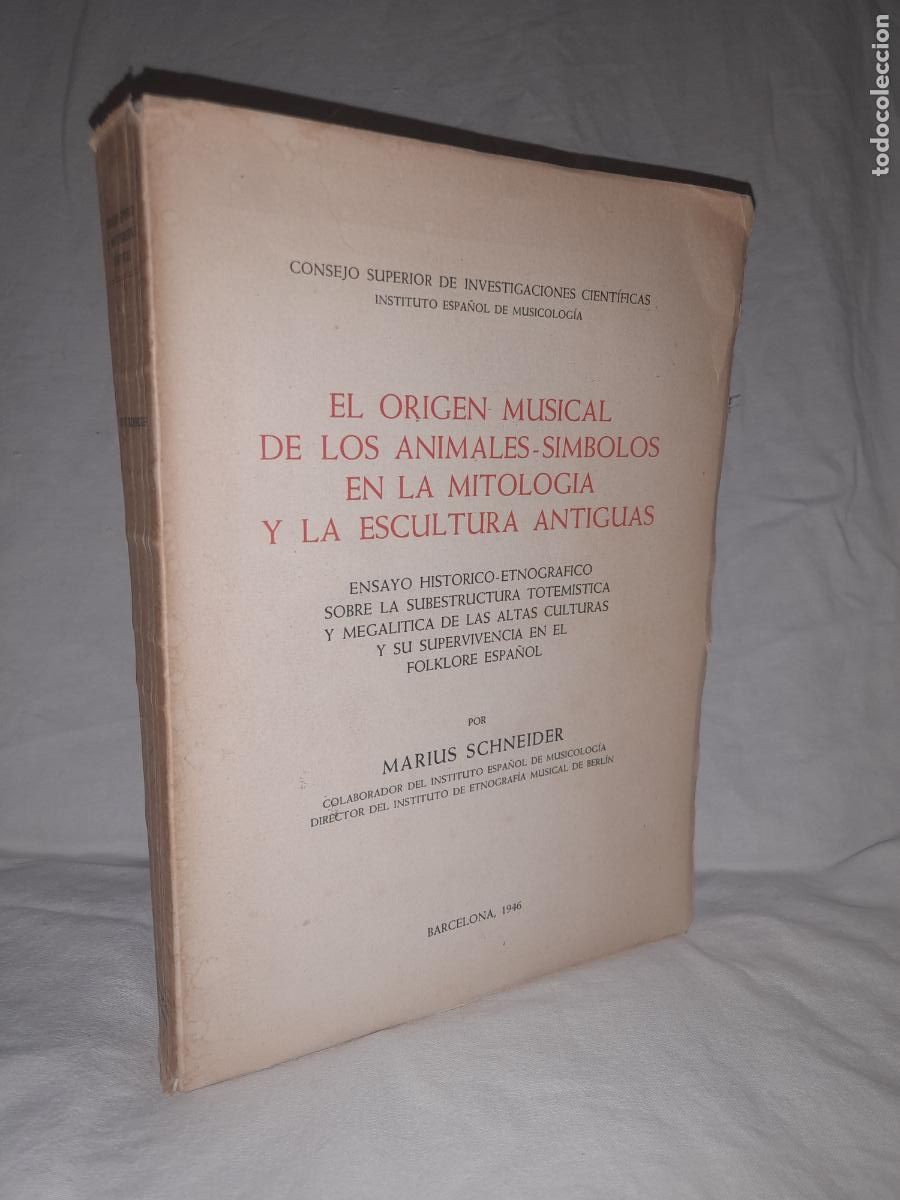 todocoleccion
CONSEJO SUPERIOR DE INVESTIGACIONES CIENTÍFICAS
INSTITUTO ESPAÑOL DE MUSICOLOGÍA
EL ORIGEN MUSICAL
DE LOS ANIMALES-SIMBOLOS
EN LA MITOLOGIA
Y LA ESCULTURA ANTIGUAS
ENSAYO HISTORICO-ETNOGRAFICO
SOBRE LA SUBESTRUCTURA TOTEMISTICA
Y MEGALITICA DE LAS ALTAS CULTURAS
Y SU SUPERVIVENCIA EN EL
FOLKLORE ESPAÑOL
POR
MARIUS SCHNEIDER
COLABORADOR DEL INSTITUTO ESPAÑOL DE MUSICOLOGÍA
DIRECTOR DEL INSTITUTO DE ETNOGRAFÍA MUSICAL DE BERLÍN
BARCELONA, 1946